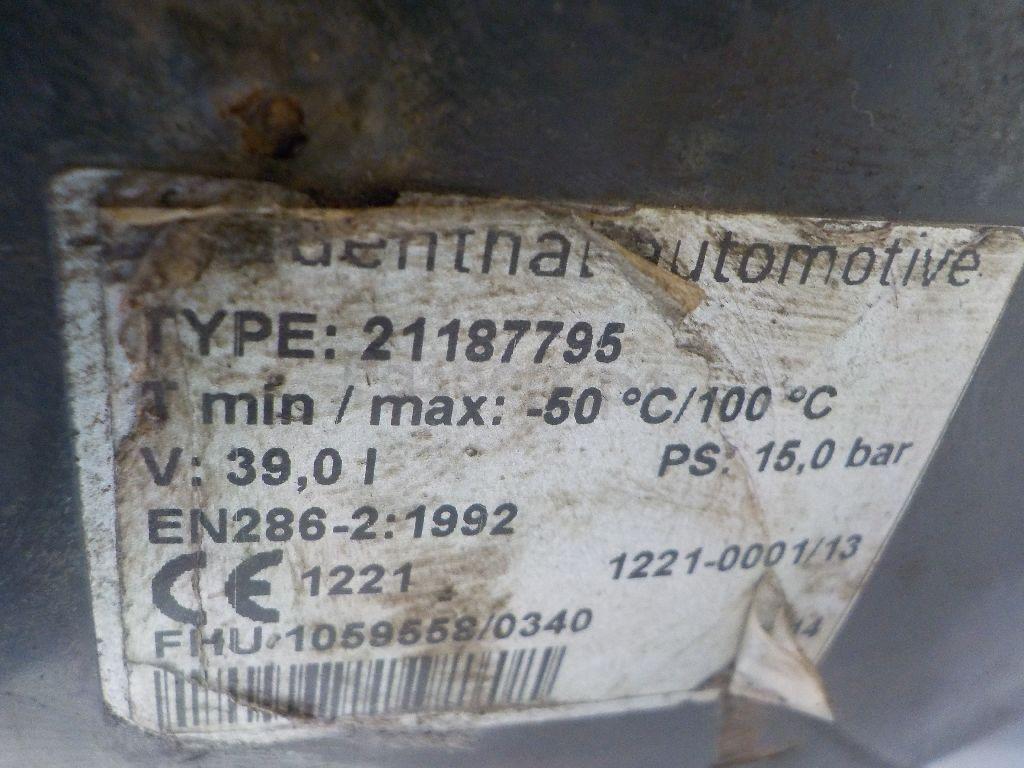 automotive
TYPE: 21187795
T min / max: -50 °C/100 °C
V: 39,0 l PS: 15,0 bar
EN286-2:1992
CE 1221 1221-0001/13
FHU 1059558/0340